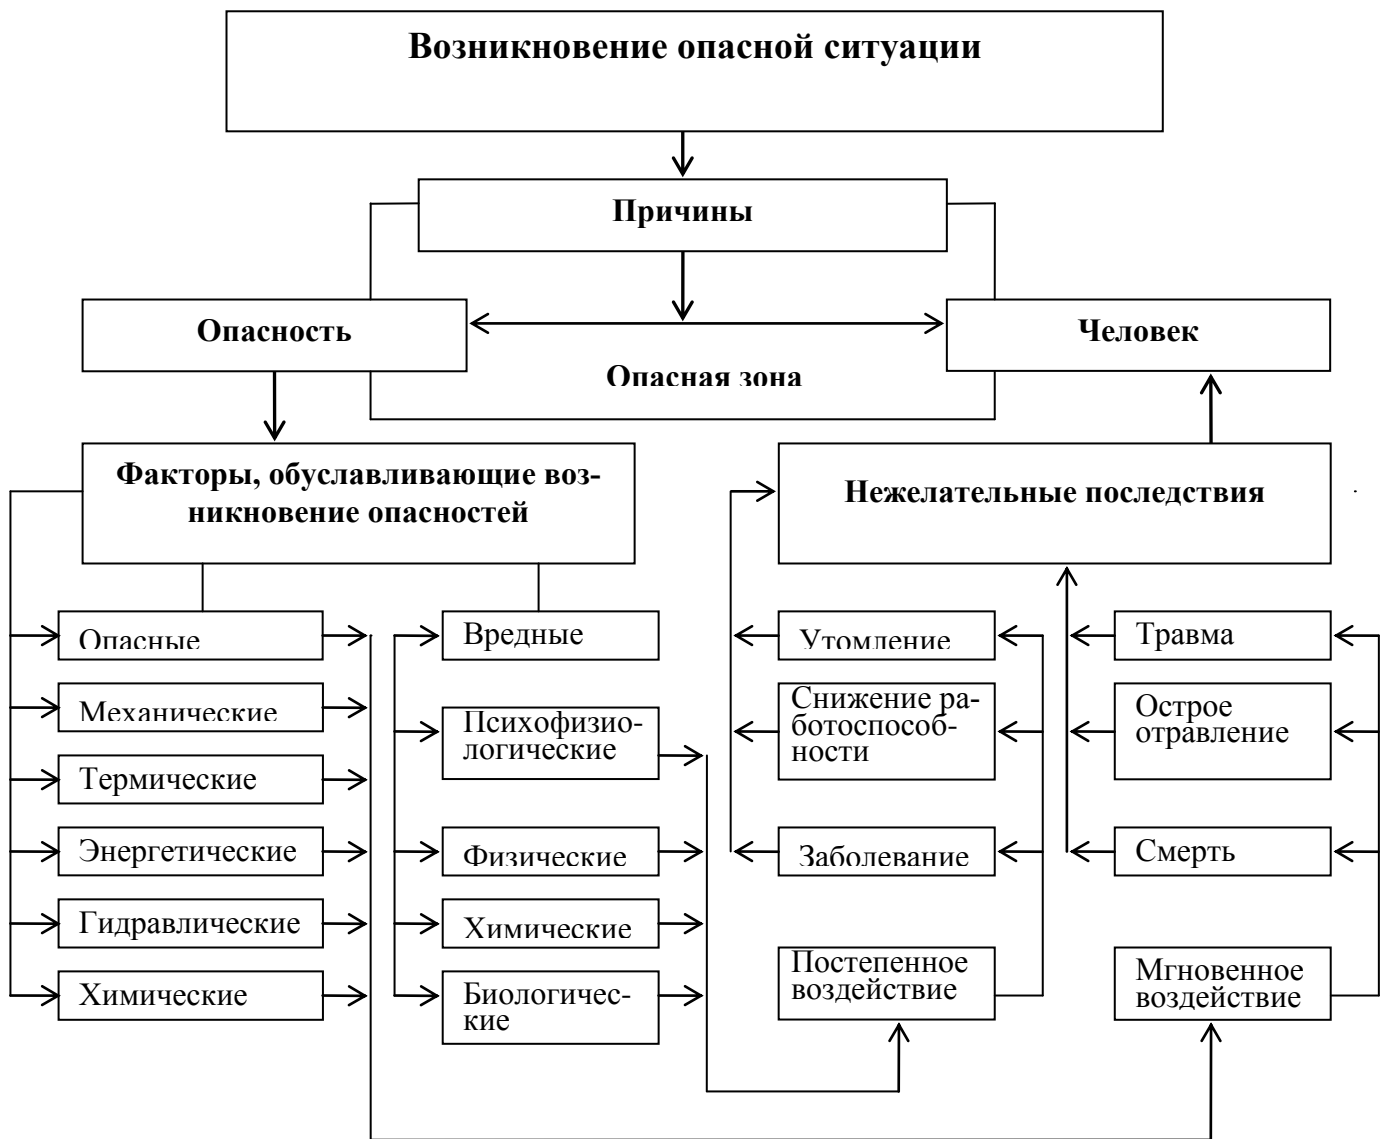 Возникновение опасной ситуации
Причины
Опасность
Человек
Опасная зона
Факторы, обуславливающие воз-
никновение опасностей
Нежелательные последствия
Опасные
Механические
Термические
Энергетические
Гидравлические
Химические
Вредные
Психофизио-
логические
Физические
Химические
Биологичес-
кие
Утомление
Снижение ра-
ботоспособ-
ности
Заболевание
Постепенное
воздействие
Травма
Острое
отравление
Смерть
Мгновенное
воздействие